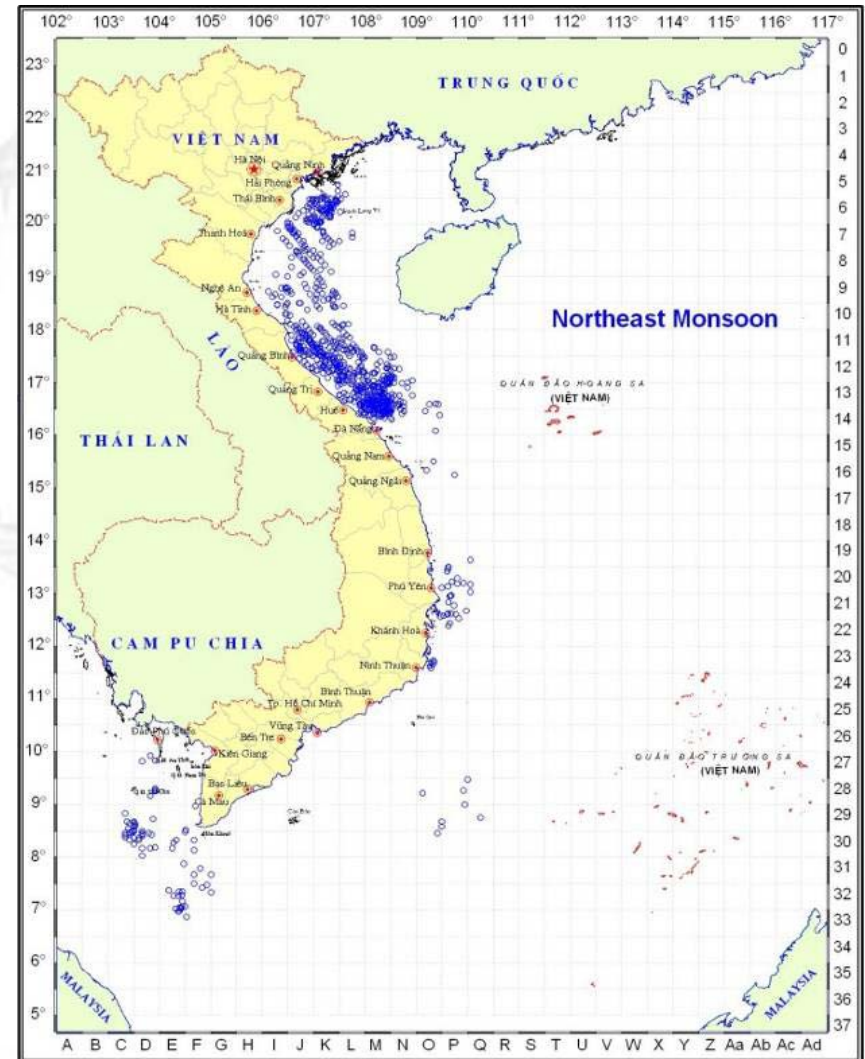 102° 103° 104° 105° 106° 107° 108° 109° 110° 111° 112° 113° 114° 115° 116° 117°
23° 0
TRUNG QUỐC
22° 1
2
VIỆT NAM
3
Hà Nội
Quảng Ninh
21° 4
Hải Phòng
5
Thái Bình
20° 6
Thanh Hoá
7
19° 8
Nghệ An
9
Hà Tĩnh
10
18°
Northeast Monsoon
LÁO
11
Quảng Bình
12
17°
QUẦN ĐẢO HOÀNG SA
(VIỆT NAM)
Quảng Trị
13
Huế
14
16°
Đà Nẵng
THÁI LAN
15
Quảng Nam
16
15°
Quảng Ngãi
17
18
14°
Bình Định
19
20
13°
Phú Yên
21
Khánh Hoà
22
12°
CAM PU CHIA
23
Ninh Thuận
24
11°
Bình Thuận
Tp. Hồ Chí Minh
25
Vũng Tàu
Đảo Phú Quốc
Bến Tre
26
10°
Kiên Giang
QUẦN ĐẢO TRƯỜNG SA
(VIỆT NAM)
27
Bạc Liêu
28
9°
Cà Mau
29
8° 30
31
7° 32
33
6° 34
MALAYSIA
MALAYSIA
35
5° 36
37
A B C D E F G H I J K L M N O P Q R S T U V W X Y Z Aa Ab Ac Ad